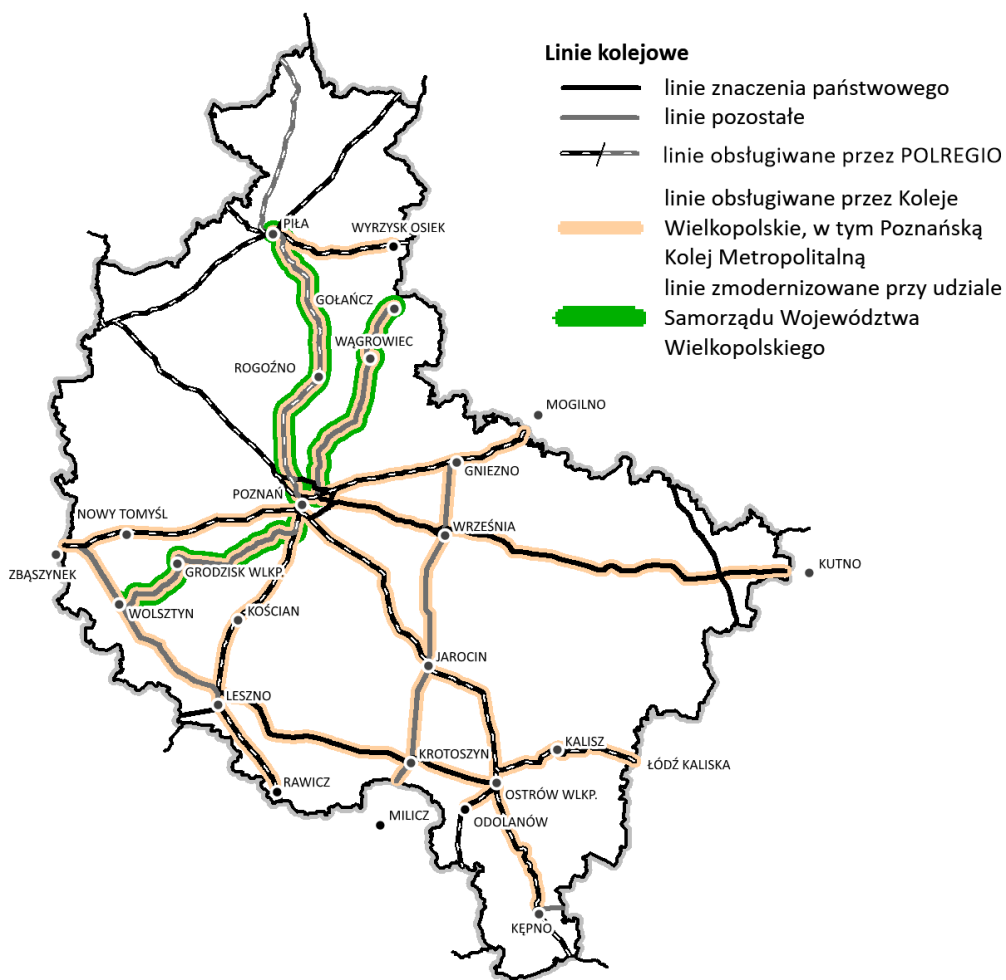 Linie kolejowe
linie znaczenia państwowego
linie pozostałe
linie obsługiwane przez POLREGIO
linie obsługiwane przez Koleje
Wielkopolskie, w tym Poznańską
Kolej Metropolitalną
linie zmodernizowane przy udziale
Samorządu Województwa
Wielkopolskiego
PIŁA
WYRZYSK OSIEK
GOŁAŃCZ
WĄGROWIEC
ROGOŹNO
MOGILNO
GNIEZNO
POZNAŃ
NOWY TOMYŚL
WRZEŚNIA
ZBĄSZYNEK
GRODZISK WLKP.
KUTNO
WOLSZTYN
KOŚCIAN
JAROCIN
LESZNO
KROTOSZYN
KALISZ
ŁÓDŹ KALISKA
RAWICZ
OSTRÓW WLKP.
MILICZ
ODOLANÓW
KĘPNO